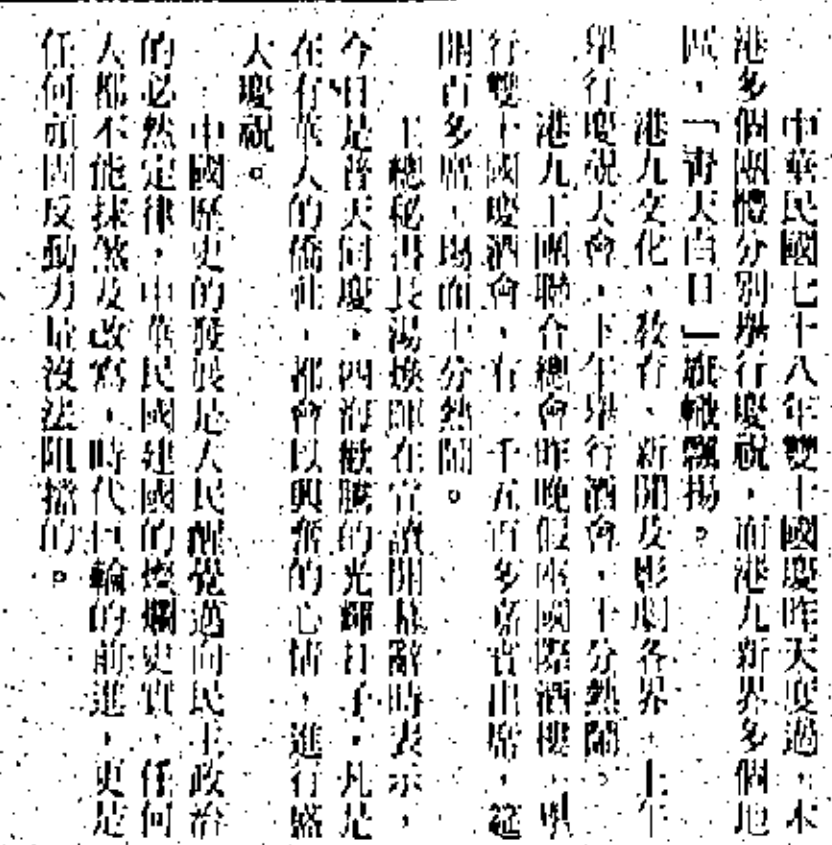 中華民國七十八年雙十國慶昨天度過，本
港多個團體分別舉行慶祝，而港九新界多個地
區，「青天白日」旗幟飄揚。
港九文化、教育、新聞及影劇各界，上午
舉行慶祝大會，下午舉行酒會，十分熱鬧。
港九工團聯合總會昨晚假座國際酒樓，舉
行雙十國慶酒會，有一千五百多嘉賓出席，筵
開百多席，場面十分熱鬧。
王總秘書長湯煥暉在宣讀開幕辭時表示，
今日是普天同慶，四海歡騰的光輝日子，凡是
在有華人的僑社，都會以興奮的心情，進行盛
大慶祝。
中國歷史的發展是人民醒覺邁向民主政治
的必然定律，中華民國建國的燦爛史實，任何
人都不能抹煞及改寫，時代巨輪的前進，更是
任何頑固反動力量沒法阻擋的。